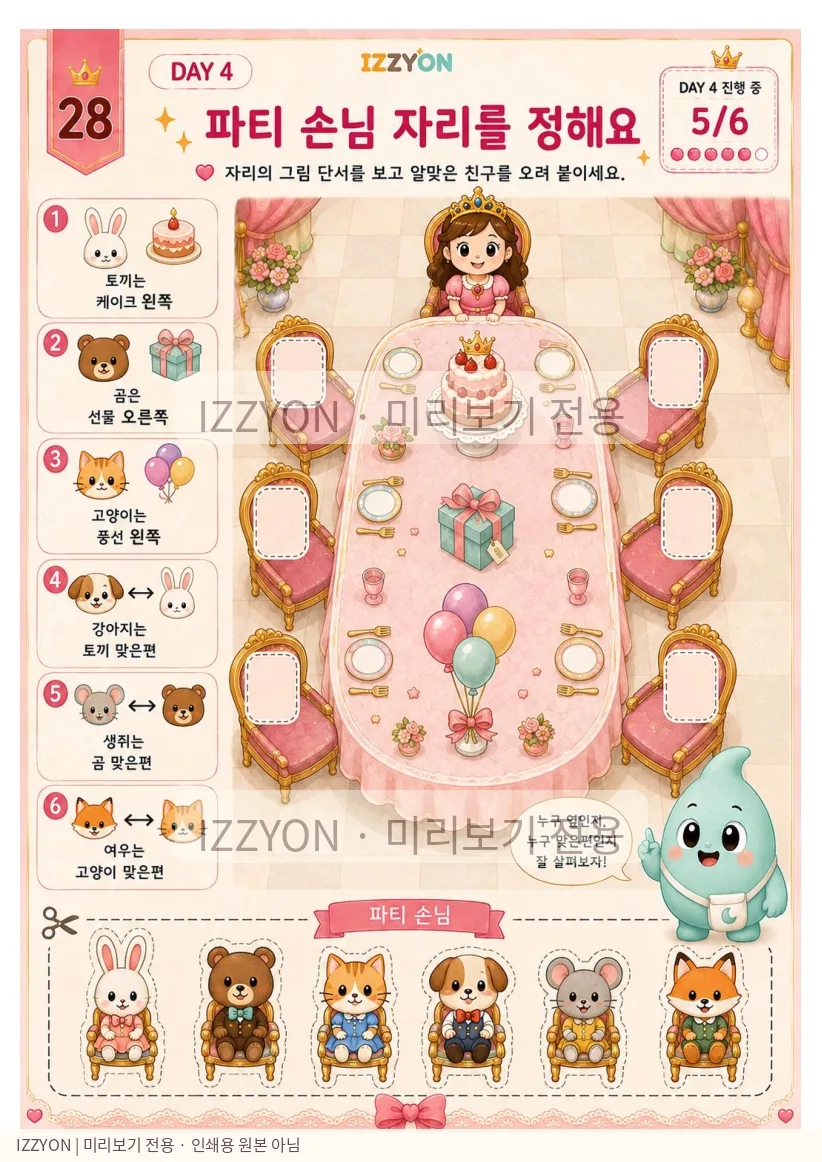 IZZYON
DAY 4
28
파티 손님 자리를 정해요
DAY 4 진행 중
5/6
자리의 그림 단서를 보고 알맞은 친구를 오려 붙이세요.
1
토끼는
케이크 왼쪽
2
곰은
선물 오른쪽
3
고양이는
풍선 왼쪽
4
강아지는
토끼 맞은편
5
생쥐는
곰 맞은편
6
여우는
고양이 맞은편
IZZYON · 미리보기 전용
IZZYON · 미리보기 전용
누구 옆인지,
누구 맞은편인지
잘 살펴보자!
파티 손님
IZZYON | 미리보기 전용 · 인쇄용 원본 아님